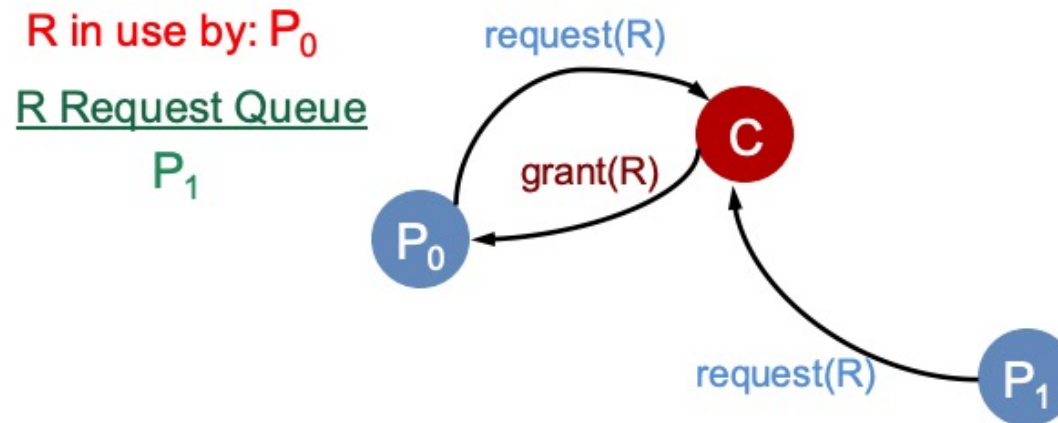 R in use by: P₀
R Request Queue
P₁
request(R)
C
grant(R)
P₀
request(R)
P₁